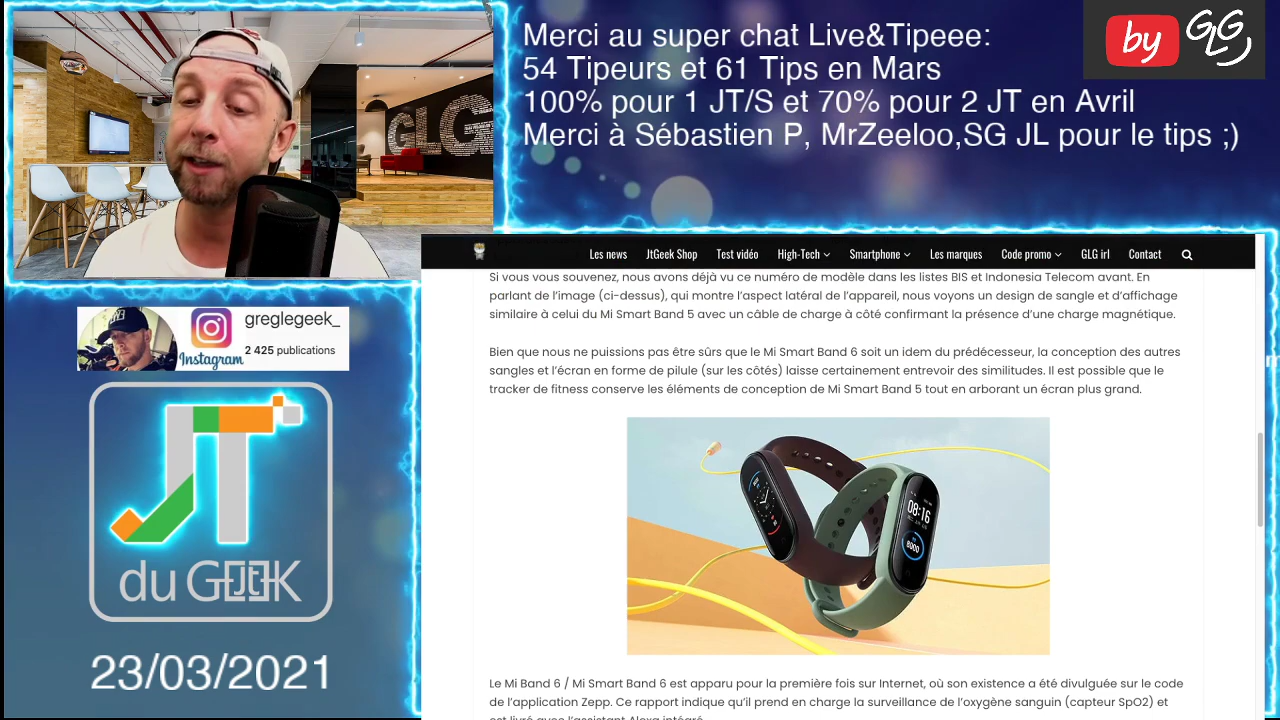 Merci au super chat Live&Tipeee:
54 Tipeurs et 61 Tips en Mars
100% pour 1 JT/S et 70% pour 2 JT en Avril
Merci à Sébastien P, MrZeeloo,SG JL pour le tips ;)
by GLG
GLG
Les news JtGeek Shop Test vidéo High-Tech Smartphone Les marques Code promo GLG irl Contact
Si vous vous souvenez, nous avons déjà vu ce numéro de modèle dans les listes BIS et Indonesia Telecom avant. En
parlant de l'image (ci-dessus), qui montre l'aspect latéral de l'appareil, nous voyons un design de sangle et d'affichage
similaire à celui du Mi Smart Band 5 avec un câble de charge à côté confirmant la présence d'une charge magnétique.
Bien que nous ne puissions pas être sûrs que le Mi Smart Band 6 soit un idem du prédécesseur, la conception des autres
sangles et l'écran en forme de pilule (sur les côtés) laisse certainement entrevoir des similitudes. Il est possible que le
tracker de fitness conserve les éléments de conception de Mi Smart Band 5 tout en arborant un écran plus grand.
08:16
8000
Le Mi Band 6 / Mi Smart Band 6 est apparu pour la première fois sur Internet, où son existence a été divulguée sur le code
de l'application Zepp. Ce rapport indique qu'il prend en charge la surveillance de l'oxygène sanguin (capteur SpO2) et
est livré avec l'assistant Alexa intégré.
greglegeek_
Instagram
2 425 publications
JT
du GEEK
23/03/2021